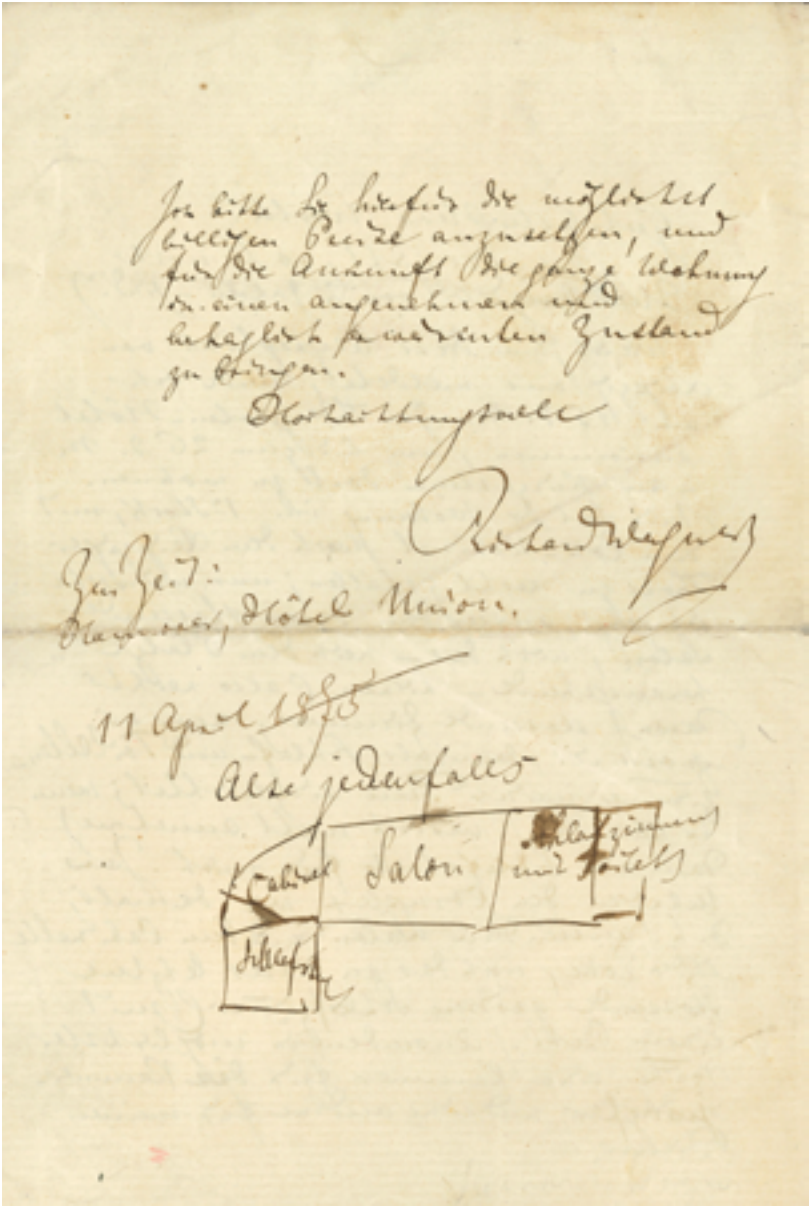 Ich bitte Sie hierfür die möglichst
billigen Preise anzusetzen, und
für die Ankunft die ganze Wohnung
in einen angenehmen und
behaglich erwärmten Zustand
zu bringen.
Hochachtungsvoll
Richard Wagner
Zur Zeit:
Hannover, Hôtel Union.
11 April 1875
Also jedenfalls
Cabinet
Salon
Schlafzimmer
mit Toilette
Schlafz.